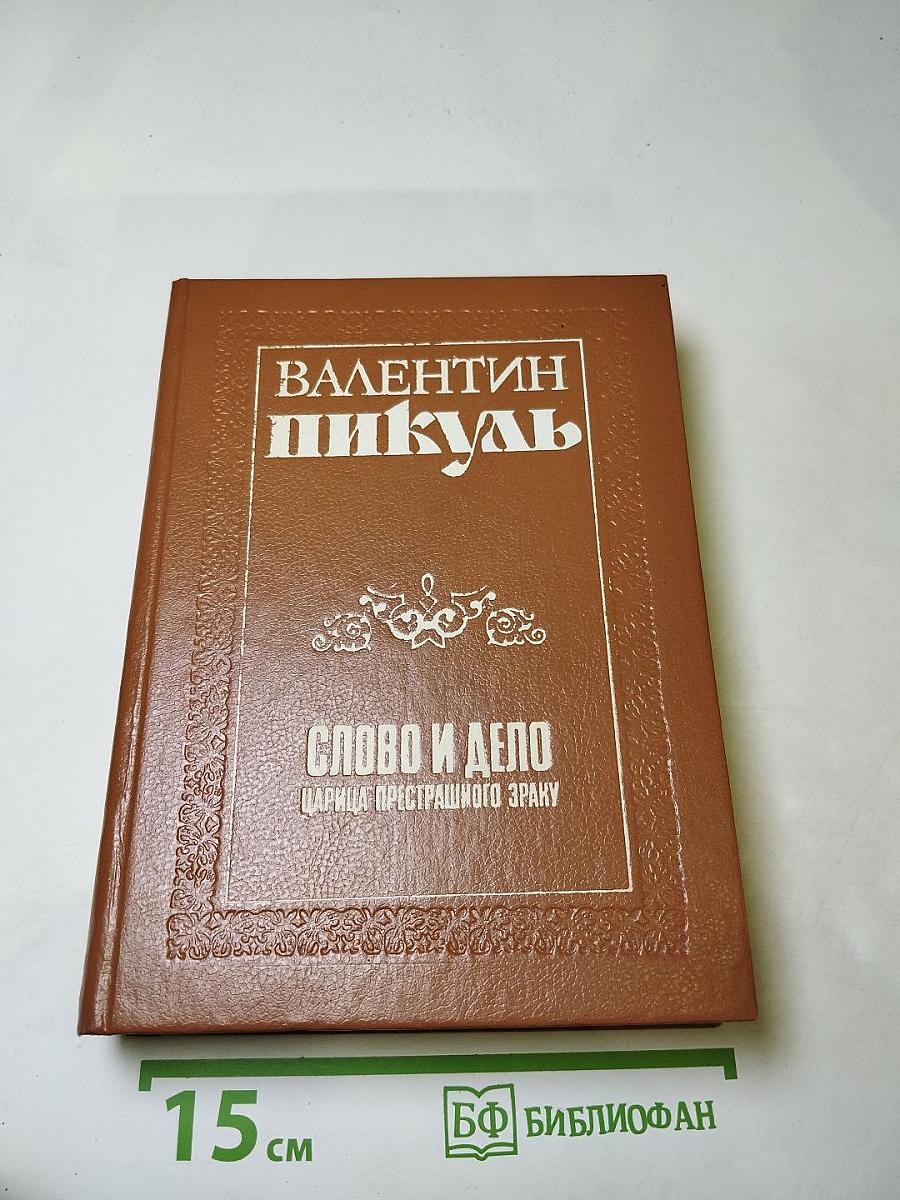 ВАЛЕНТИН
ПИКУЛЬ
СЛОВО И ДЕЛО
ЦАРИЦА ПРЕСТРАШНОГО ЗРАКУ
15 см
БФ БИБЛИОФАН